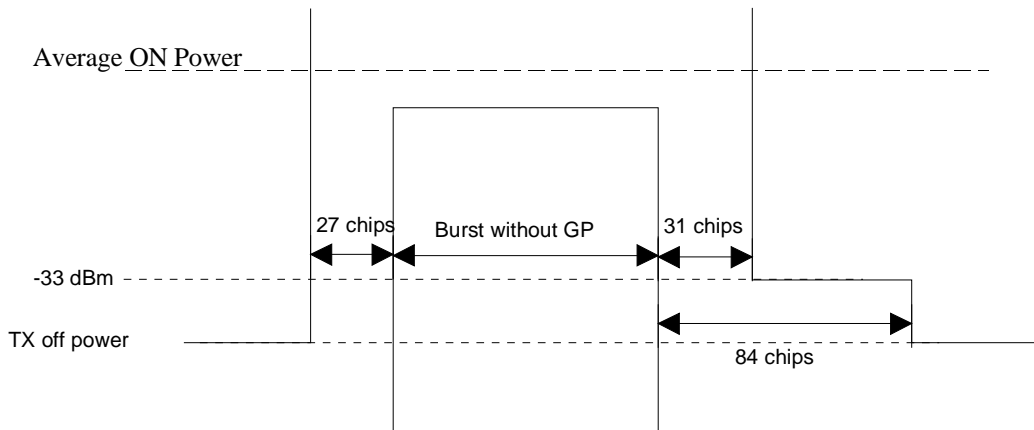 Average ON Power
27 chips
Burst without GP
31 chips
-33 dBm
TX off power
84 chips